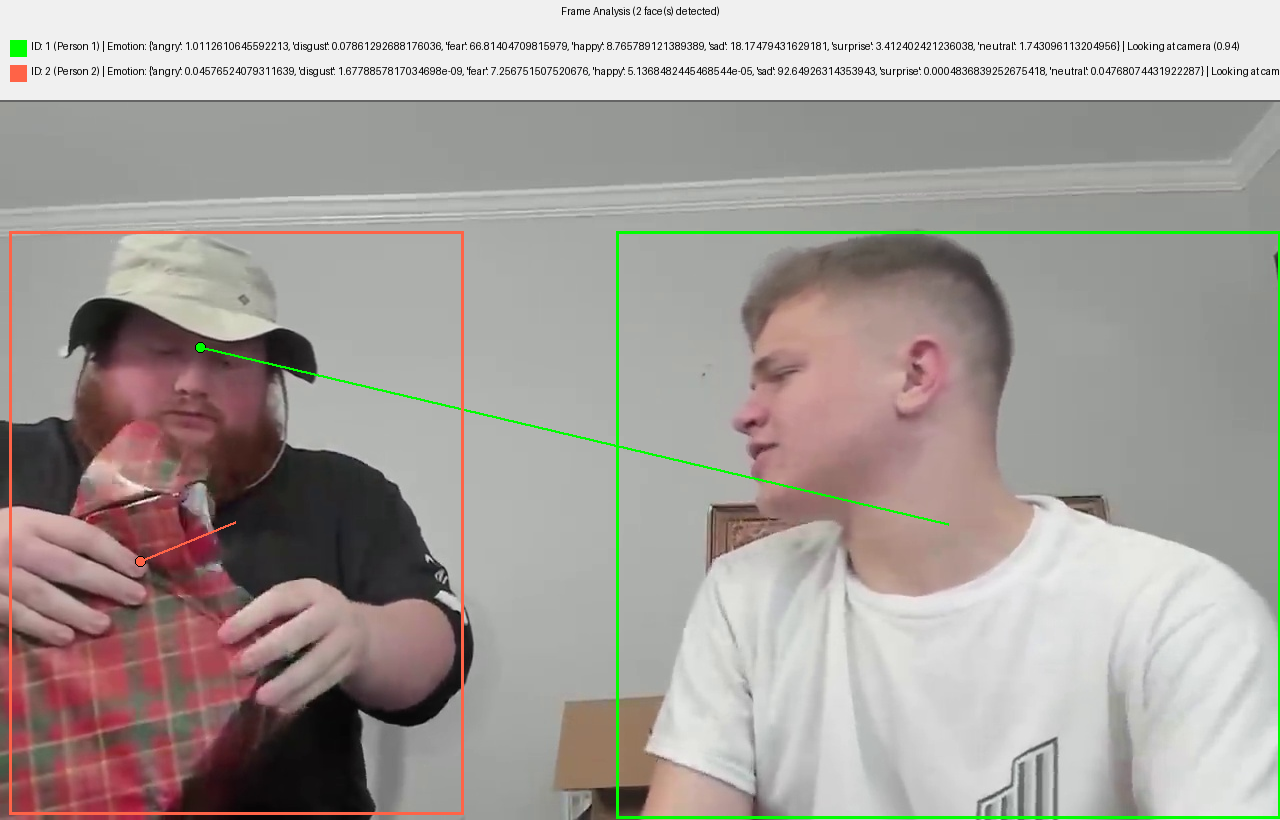 Frame Analysis (2 face(s) detected)
ID: 1 (Person 1) | Emotion: {'angry': 1.0112610645592213, 'disgust': 0.07861292688176036, 'fear': 66.81404709815979, 'happy': 8.765789121389389, 'sad': 18.17479431629181, 'surprise': 3.412402421236038, 'neutral': 1.743096113204956} | Looking at camera (0.94)
ID: 2 (Person 2) | Emotion: {'angry': 0.04576524079311639, 'disgust': 1.6778857817034698e-09, 'fear': 7.256751507520676, 'happy': 5.1368482445468544e-05, 'sad': 92.64926314353943, 'surprise': 0.0004836839252675418, 'neutral': 0.04768074431922287} | Looking at cam